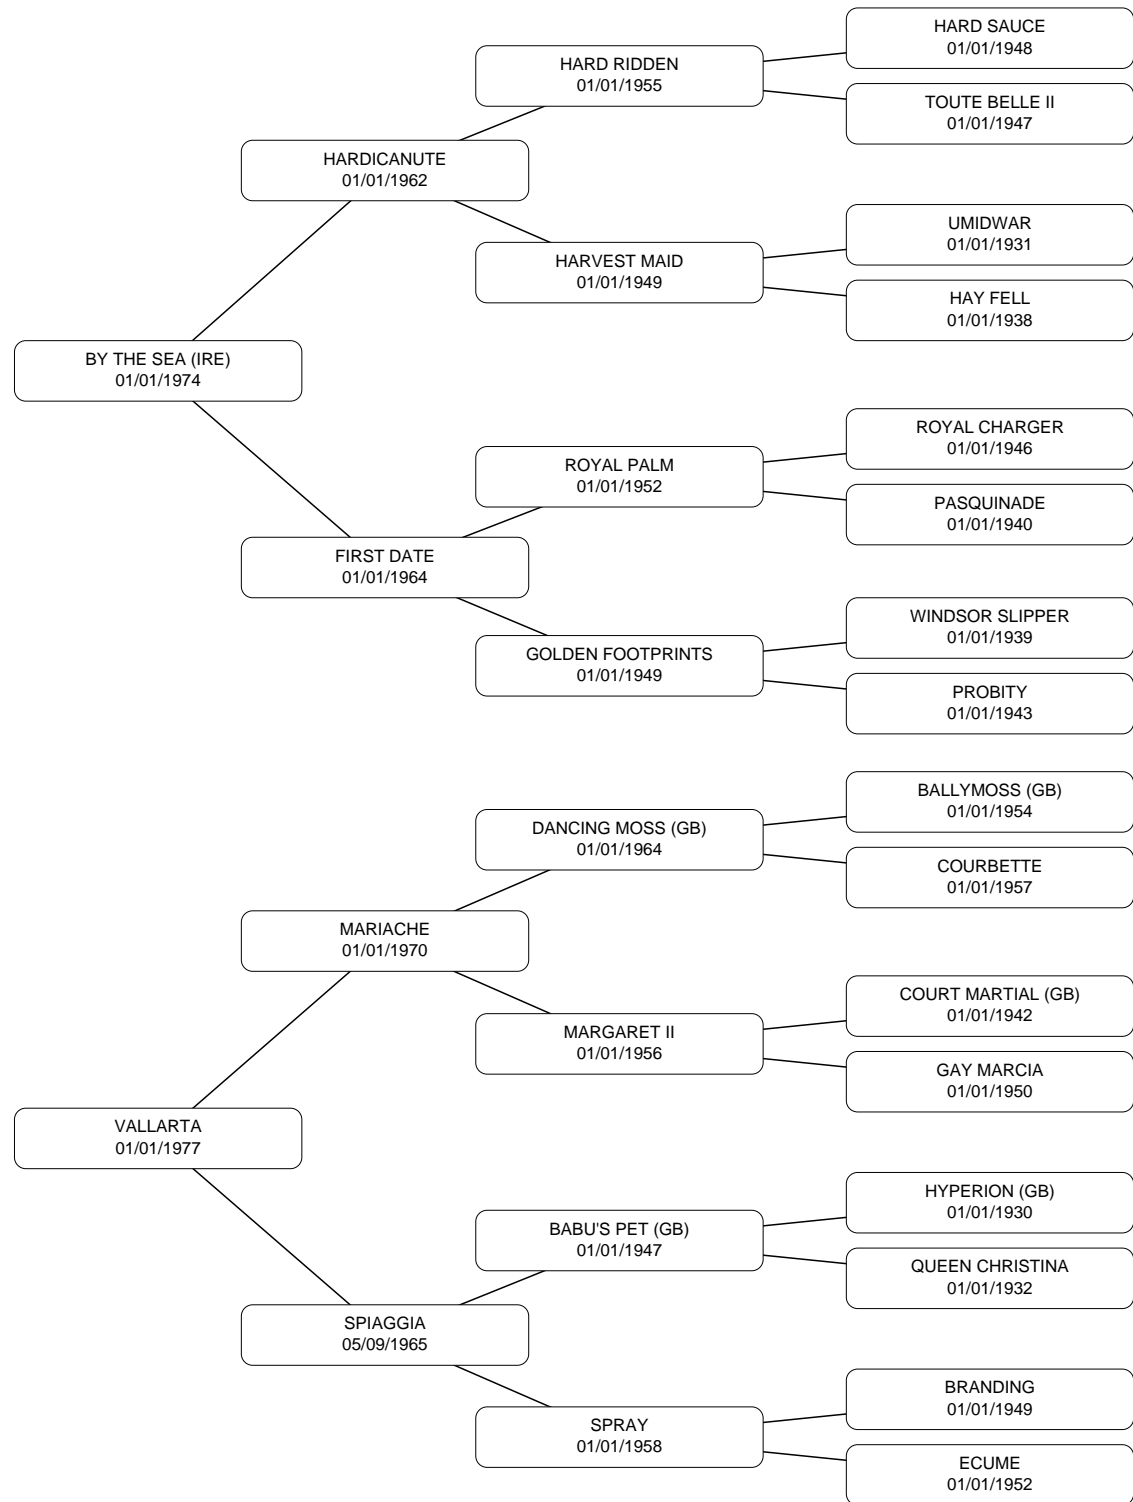 HARD SAUCE
01/01/1948
HARD RIDDEN
01/01/1955
TOUTE BELLE II
01/01/1947
HARDICANUTE
01/01/1962
UMIDWAR
01/01/1931
HARVEST MAID
01/01/1949
HAY FELL
01/01/1938
BY THE SEA (IRE)
01/01/1974
ROYAL CHARGER
01/01/1946
ROYAL PALM
01/01/1952
PASQUINADE
01/01/1940
FIRST DATE
01/01/1964
WINDSOR SLIPPER
01/01/1939
GOLDEN FOOTPRINTS
01/01/1949
PROBITY
01/01/1943
BALLYMOSS (GB)
01/01/1954
DANCING MOSS (GB)
01/01/1964
COURBETTE
01/01/1957
MARIACHE
01/01/1970
COURT MARTIAL (GB)
01/01/1942
MARGARET II
01/01/1956
GAY MARCIA
01/01/1950
VALLARTA
01/01/1977
HYPERION (GB)
01/01/1930
BABU'S PET (GB)
01/01/1947
QUEEN CHRISTINA
01/01/1932
SPIAGGIA
05/09/1965
BRANDING
01/01/1949
SPRAY
01/01/1958
ECUME
01/01/1952